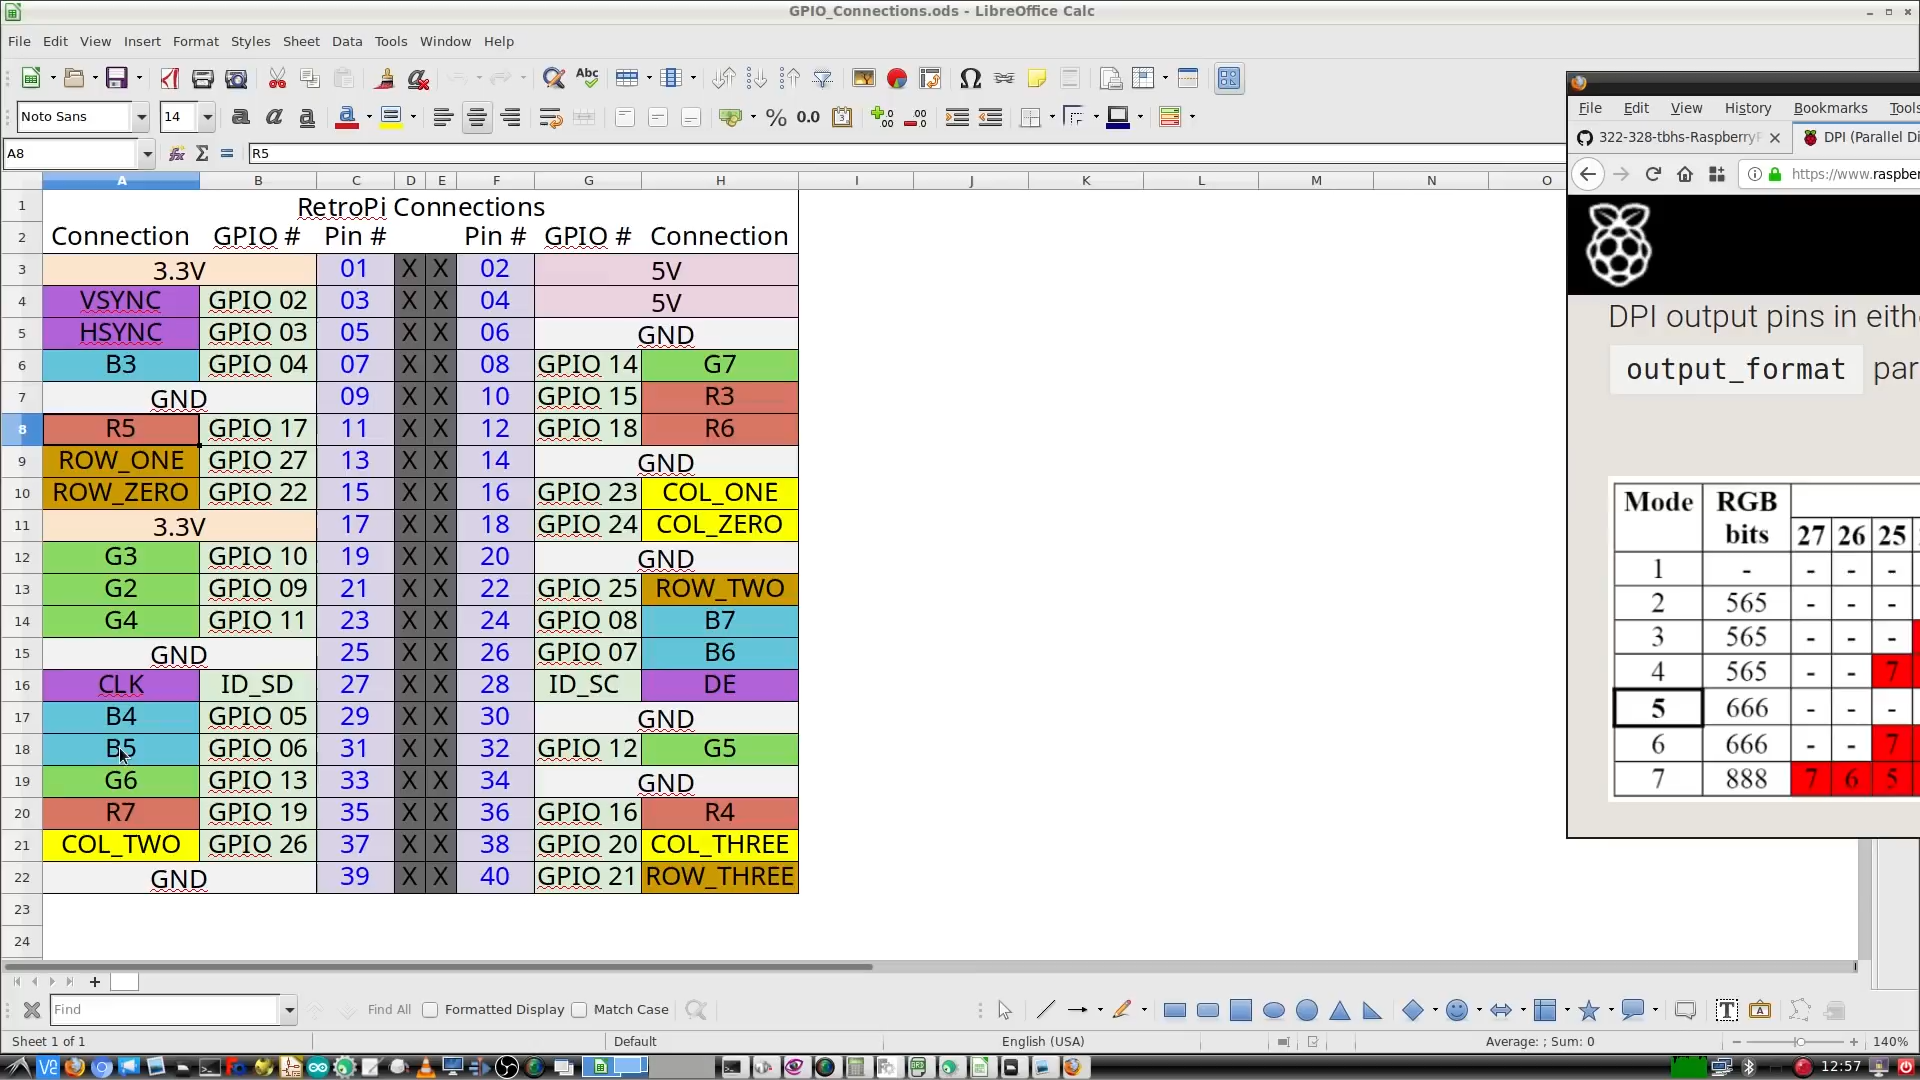 GPIO_Connections.ods - LibreOffice Calc
File Edit View Insert Format Styles Sheet Data Tools Window Help
Noto Sans 14
A8 R5
A B C D E F G H I J K L M N O
1 RetroPi Connections
2 Connection GPIO # Pin # Pin # GPIO # Connection
3 3.3V 01 X X 02 5V
4 VSYNC GPIO 02 03 X X 04 5V
5 HSYNC GPIO 03 05 X X 06 GND
6 B3 GPIO 04 07 X X 08 GPIO 14 G7
7 GND 09 X X 10 GPIO 15 R3
8 R5 GPIO 17 11 X X 12 GPIO 18 R6
9 ROW_ONE GPIO 27 13 X X 14 GND
10 ROW_ZERO GPIO 22 15 X X 16 GPIO 23 COL_ONE
11 3.3V 17 X X 18 GPIO 24 COL_ZERO
12 G3 GPIO 10 19 X X 20 GND
13 G2 GPIO 09 21 X X 22 GPIO 25 ROW_TWO
14 G4 GPIO 11 23 X X 24 GPIO 08 B7
15 GND 25 X X 26 GPIO 07 B6
16 CLK ID_SD 27 X X 28 ID_SC DE
17 B4 GPIO 05 29 X X 30 GND
18 B5 GPIO 06 31 X X 32 GPIO 12 G5
19 G6 GPIO 13 33 X X 34 GND
20 R7 GPIO 19 35 X X 36 GPIO 16 R4
21 COL_TWO GPIO 26 37 X X 38 GPIO 20 COL_THREE
22 GND 39 X X 40 GPIO 21 ROW_THREE
23
24
File Edit View History Bookmarks Tools
322-328-tbhs-RaspberryP DPI (Parallel Di
https://www.raspber
DPI output pins in eith
output_format par
Mode RGB bits 27 26 25
1 - - - -
2 565 - - -
3 565 - - -
4 565 - - 7
5 666 - - -
6 666 - - 7
7 888 7 6 5
Find Find All Formatted Display Match Case
Sheet 1 of 1 Default English (USA) Average: ; Sum: 0 140%
12:57